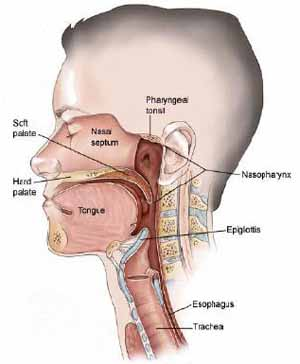 Pharyngeal
tonsil
Soft
palate
Nasal
septum
Nasopharynx
Hard
palate
Tongue
Epiglottis
Esophagus
Trachea